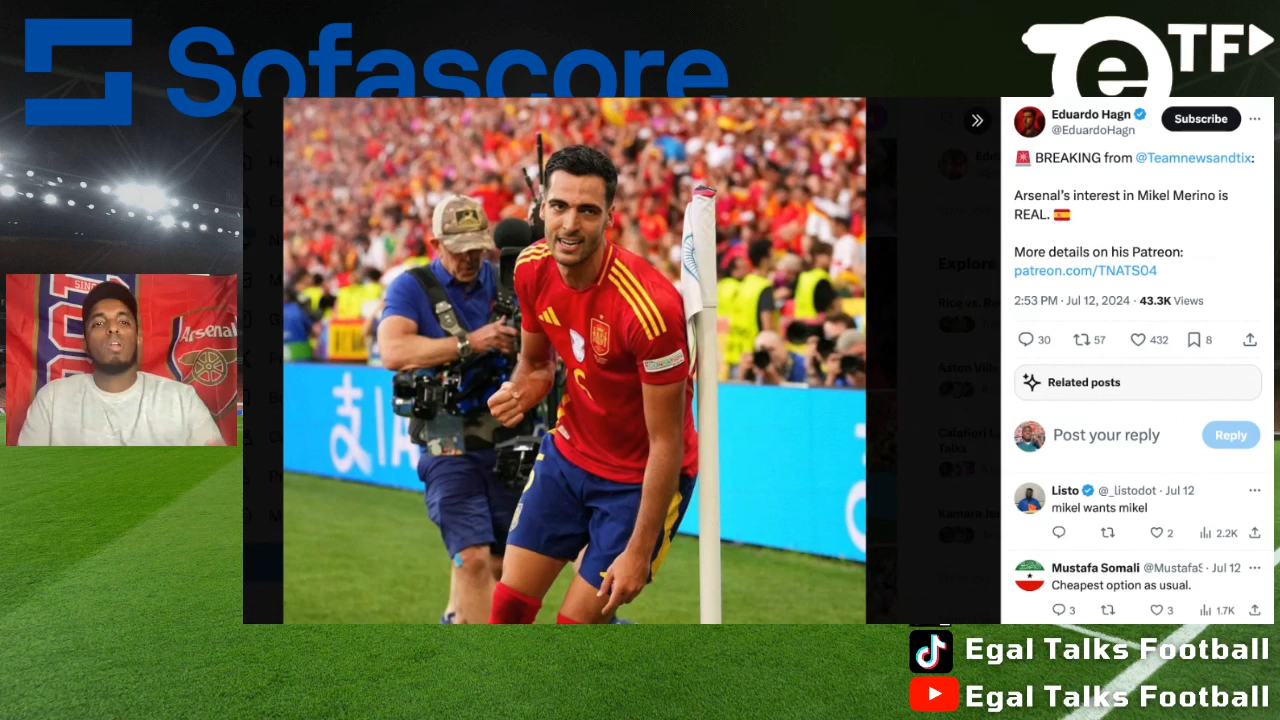 Sofascore
eTF
Eduardo Hagn
@EduardoHagn
Subscribe
🚨 BREAKING from @Teamnewsandtix:
Arsenal's interest in Mikel Merino is
REAL. 🇪🇸
More details on his Patreon:
patreon.com/TNATS04
2:53 PM · Jul 12, 2024 · 43.3K Views
30 57 432 8
Related posts
Post your reply
Reply
Listo @_listodot · Jul 12
mikel wants mikel
2 2.2K
Mustafa Somali @MustafaS · Jul 12
Cheapest option as usual.
3 3 1.7K
Arsenal
Explore
Egal Talks Football
Egal Talks Football